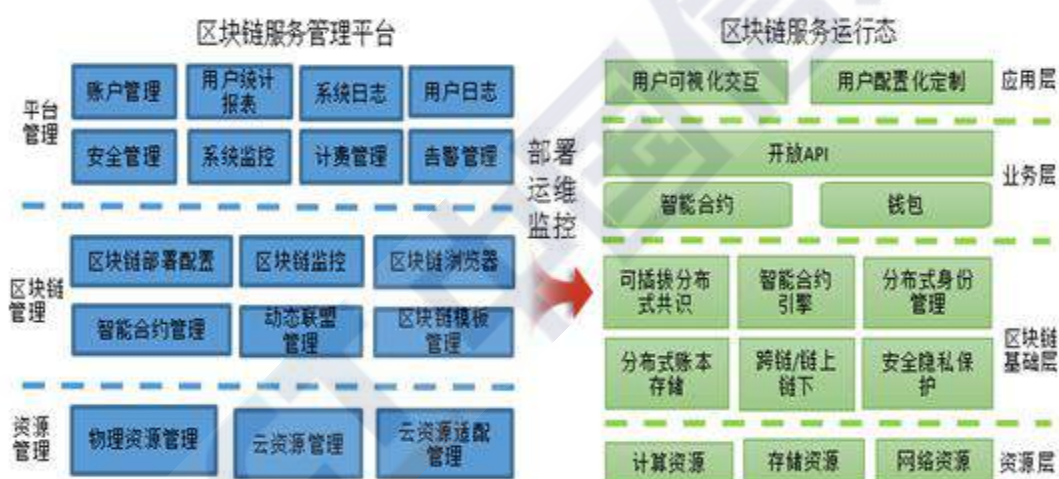 区块链服务管理平台
平台
管理
账户管理
用户统计
报表
系统日志
用户日志
安全管理
系统监控
计费管理
告警管理
区块链
管理
区块链部署配置
区块链监控
区块链浏览器
智能合约管理
动态联盟
管理
区块链模板
管理
资源
管理
物理资源管理
云资源管理
云资源适配
管理
部署
运维
监控
区块链服务运行态
用户可视化交互
用户配置化定制
应用层
开放API
智能合约
钱包
业务层
可插拔分布
式共识
智能合约
引擎
分布式身份
管理
分布式账本
存储
跨链/链上
链下
安全隐私保
护
区块链
基础层
计算资源
存储资源
网络资源
资源层